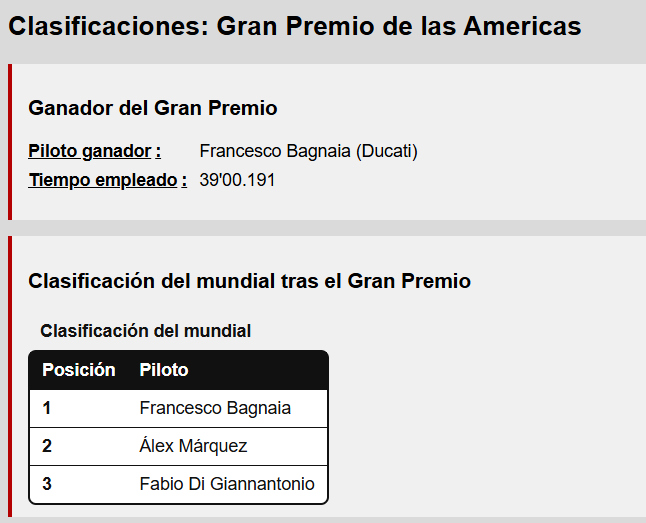 Clasificaciones: Gran Premio de las Americas
Ganador del Gran Premio
Piloto ganador : Francesco Bagnaia (Ducati)
Tiempo empleado : 39'00.191
Clasificación del mundial tras el Gran Premio
Clasificación del mundial
Posición Piloto
1 Francesco Bagnaia
2 Álex Márquez
3 Fabio Di Giannantonio